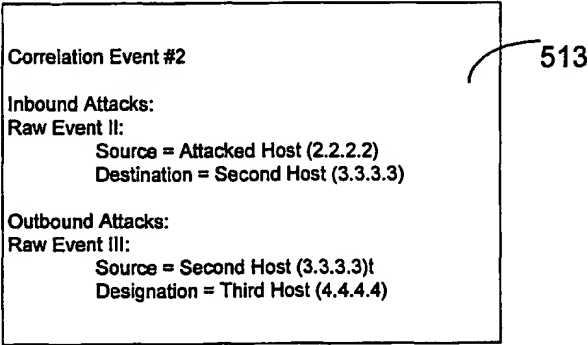 Correlation Event #2
513
Inbound Attacks:
Raw Event II:
Source = Attacked Host (2.2.2.2)
Destination = Second Host (3.3.3.3)
Outbound Attacks:
Raw Event III:
Source = Second Host (3.3.3.3)t
Designation = Third Host (4.4.4.4)